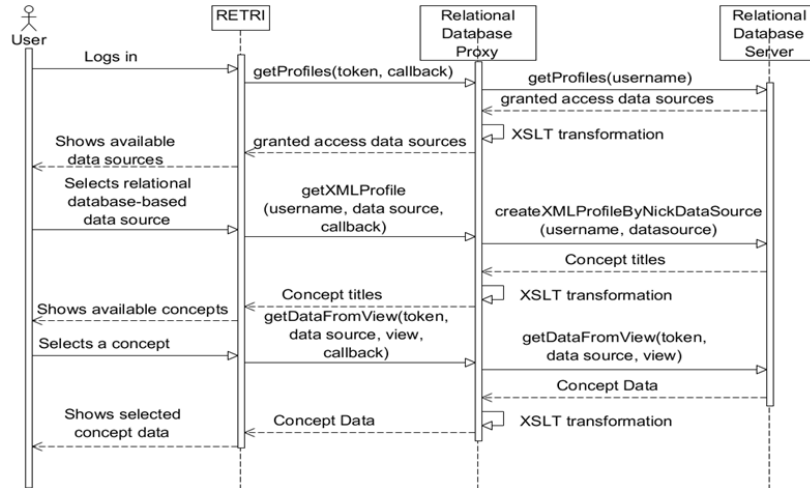 User
RETRI
Relational
Database
Proxy
Relational
Database
Server
Logs in
getProfiles(token, callback)
getProfiles(username)
granted access data sources
XSLT transformation
granted access data sources
Shows available
data sources
Selects relational
database-based
data source
getXMLProfile
(username, data source,
callback)
createXMLProfileByNickDataSource
(username, datasource)
Concept titles
XSLT transformation
Concept titles
Shows available concepts
getDataFromView(token,
data source, view,
callback)
Selects a concept
getDataFromView(token,
data source, view)
Concept Data
XSLT transformation
Concept Data
Shows selected
concept data